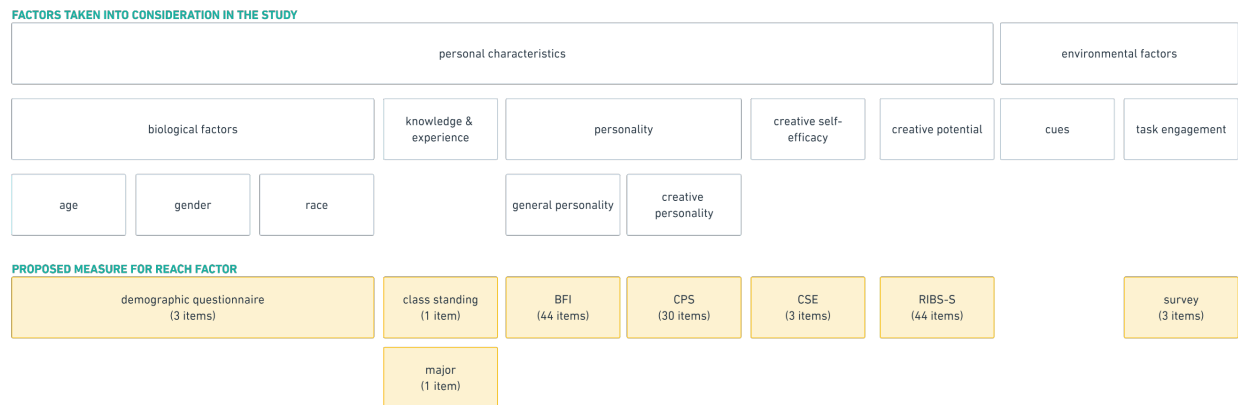 FACTORS TAKEN INTO CONSIDERATION IN THE STUDY
personal characteristics
environmental factors
biological factors
knowledge &
experience
personality
creative self-
efficacy
creative potential
cues
task engagement
age
gender
race
general personality
creative
personality
PROPOSED MEASURE FOR REACH FACTOR
demographic questionnaire
(3 items)
class standing
(1 item)
BFI
(44 items)
CPS
(30 items)
CSE
(3 items)
RIBS-S
(44 items)
survey
(3 items)
major
(1 item)